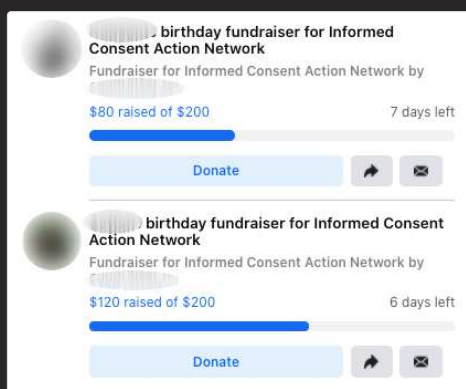 birthday fundraiser for Informed
Consent Action Network
Fundraiser for Informed Consent Action Network by
$80 raised of $200 7 days left
Donate
birthday fundraiser for Informed Consent
Action Network
Fundraiser for Informed Consent Action Network by
$120 raised of $200 6 days left
Donate